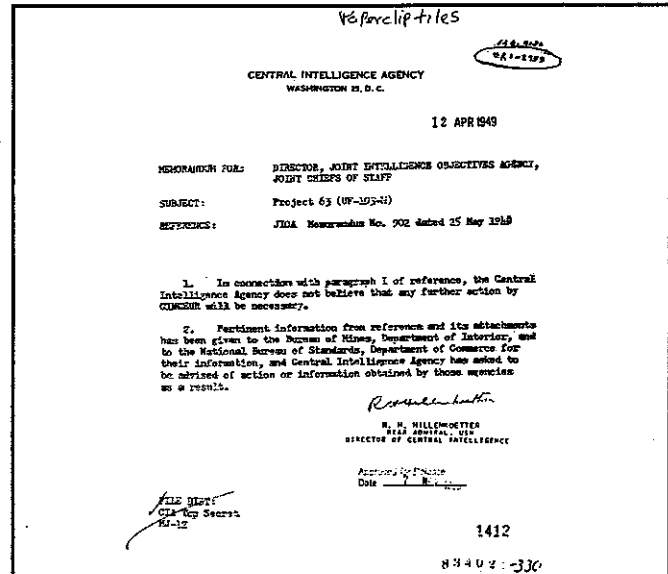 Paperclip files
CENTRAL INTELLIGENCE AGENCY
WASHINGTON 25, D. C.
12 APR 1949
MEMORANDUM FOR: DIRECTOR, JOINT INTELLIGENCE OBJECTIVES AGENCY,
JOINT CHIEFS OF STAFF
SUBJECT: Project 63
REFERENCE: JIOA Memorandum No. 902 dated 25 May
1. In connection with paragraph I of reference, the Central
Intelligence Agency does not believe that any further action by
CINCEUR will be necessary.
2. Pertinent information from reference and its attachments
has been given to the Bureau of Mines, Department of Interior, and
to the National Bureau of Standards, Department of Commerce for
their information, and Central Intelligence Agency has asked to
be advised of action or information obtained by those agencies
as a result.
R H Hillenkoetter
R. H. HILLENKOETTER
REAR ADMIRAL, USN
DIRECTOR OF CENTRAL INTELLIGENCE
Approved for Release
Date
FILE
CIA Top Secret
MJ-12
1412